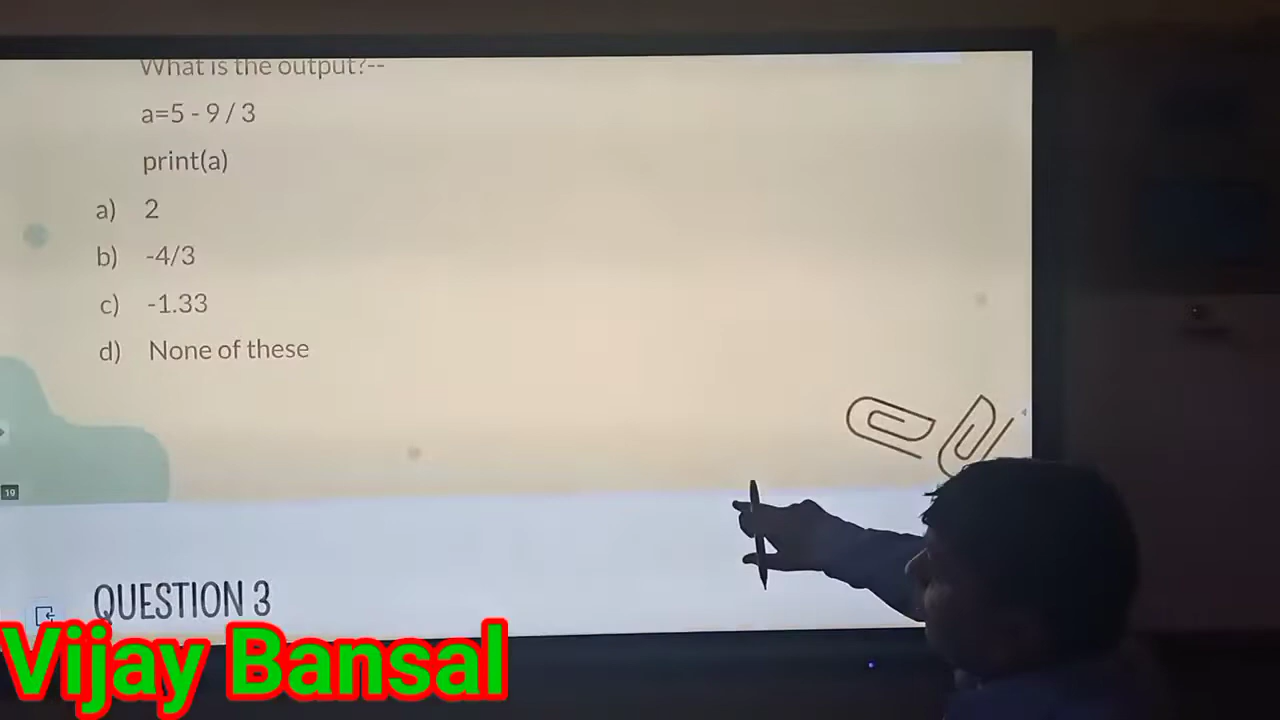 What is the output?--
a=5 - 9 / 3
print(a)
a) 2
b) -4/3
c) -1.33
d) None of these
19
QUESTION 3
Vijay Bansal